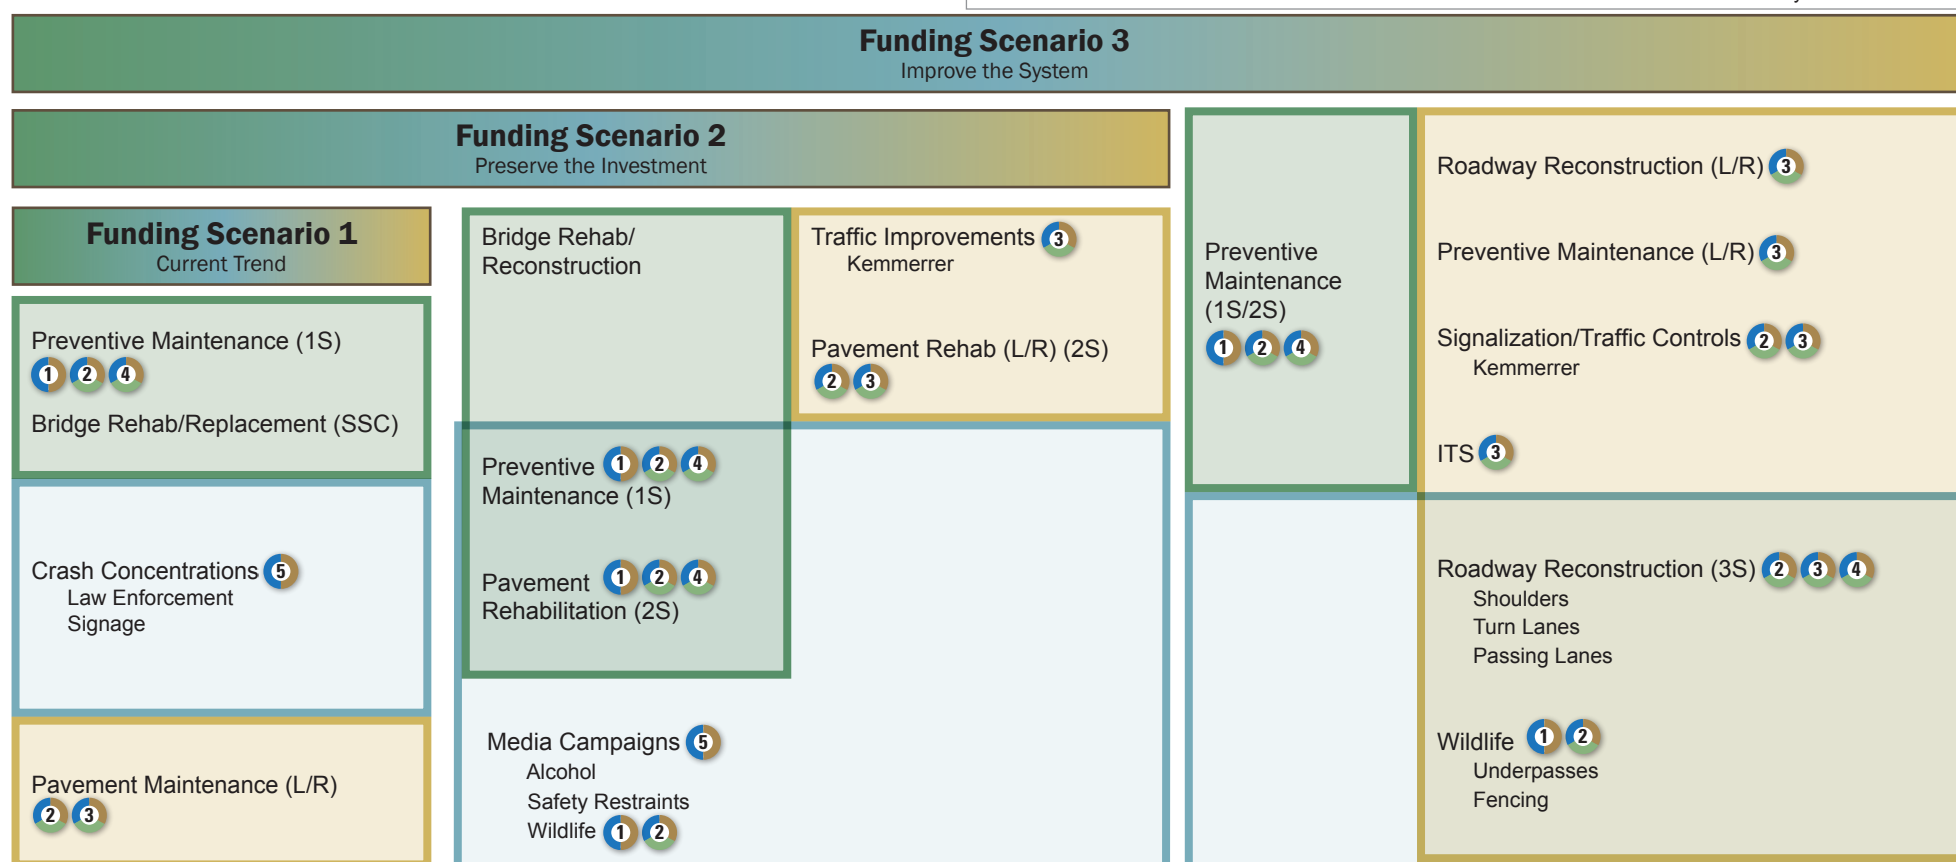 Funding Scenario 3
Improve the System
Funding Scenario 2
Preserve the Investment
Funding Scenario 1
Current Trend
Preventive Maintenance (1S)
1 2 4
Bridge Rehab/Replacement (SSC)
Crash Concentrations 5
Law Enforcement
Signage
Pavement Maintenance (L/R)
2 3
Bridge Rehab/
Reconstruction
Traffic Improvements 3
Kemmerrer
Pavement Rehab (L/R) (2S)
2 3
Preventive 1 2 4
Maintenance (1S)
Pavement 1 2 4
Rehabilitation (2S)
Media Campaigns 5
Alcohol
Safety Restraints
Wildlife 1 2
Preventive
Maintenance
(1S/2S)
1 2 4
Roadway Reconstruction (L/R) 3
Preventive Maintenance (L/R) 3
Signalization/Traffic Controls 2 3
Kemmerrer
ITS 3
Roadway Reconstruction (3S) 2 3 4
Shoulders
Turn Lanes
Passing Lanes
Wildlife 1 2
Underpasses
Fencing